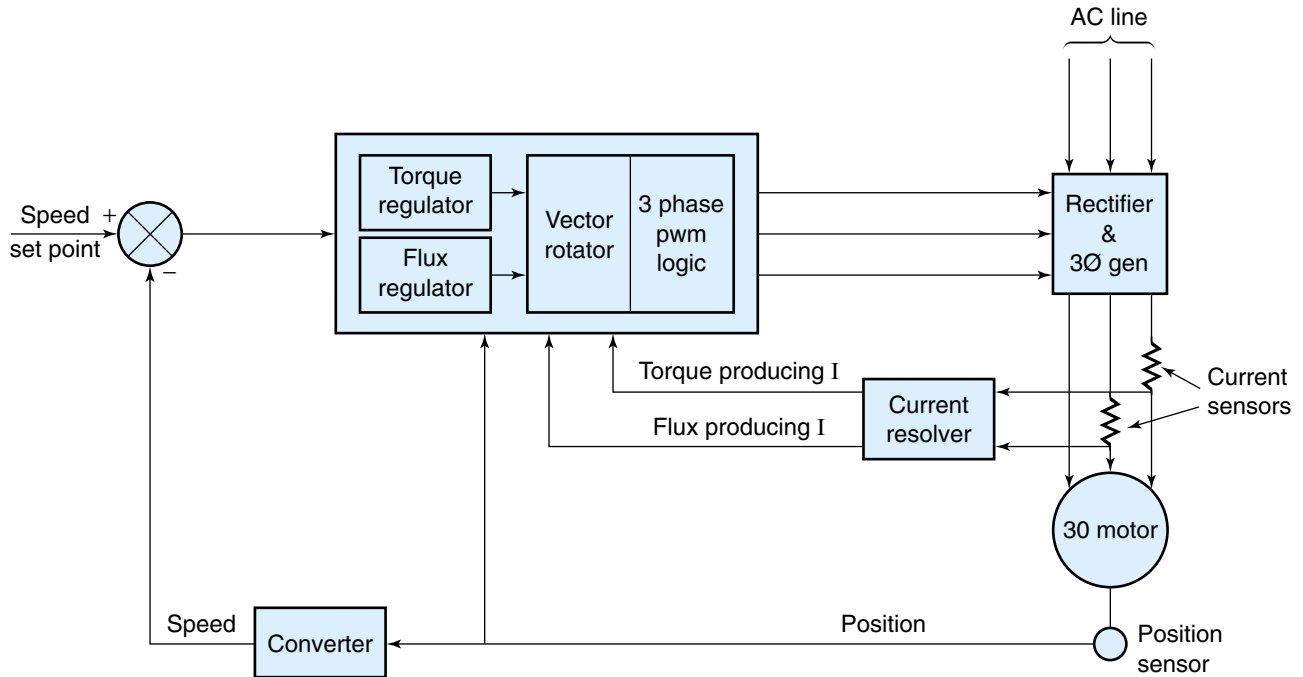 AC line
Torque
regulator
Flux
regulator
Vector
rotator
3 phase
pwm
logic
Rectifier
&
3Ø gen
Speed +
set point
−
Torque producing I
Flux producing I
Current
resolver
Current
sensors
30 motor
Speed
Converter
Position
Position
sensor